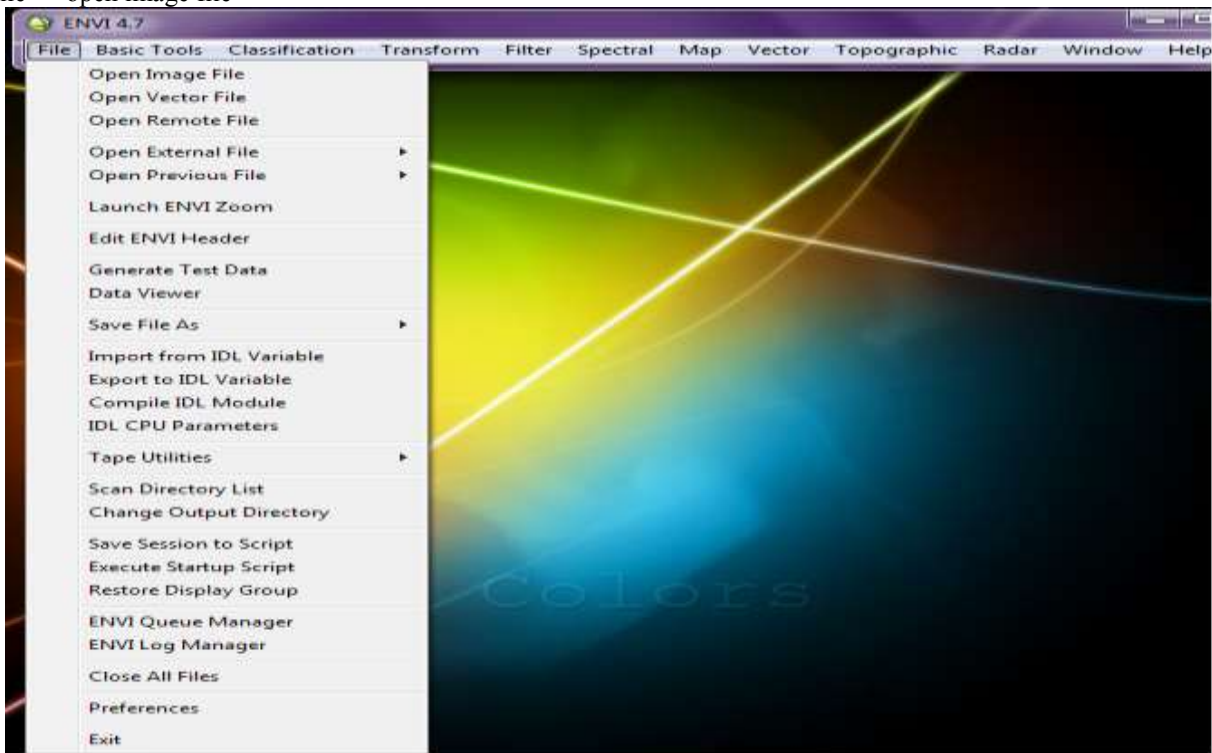 open image file
ENVI 4.7
File Basic Tools Classification Transform Filter Spectral Map Vector Topographic Radar Window Help
Open Image File
Open Vector File
Open Remote File
Open External File
Open Previous File
Launch ENVI Zoom
Edit ENVI Header
Generate Test Data
Data Viewer
Save File As
Import from IDL Variable
Export to IDL Variable
Compile IDL Module
IDL CPU Parameters
Tape Utilities
Scan Directory List
Change Output Directory
Save Session to Script
Execute Startup Script
Restore Display Group
ENVI Queue Manager
ENVI Log Manager
Close All Files
Preferences
Exit
Colors